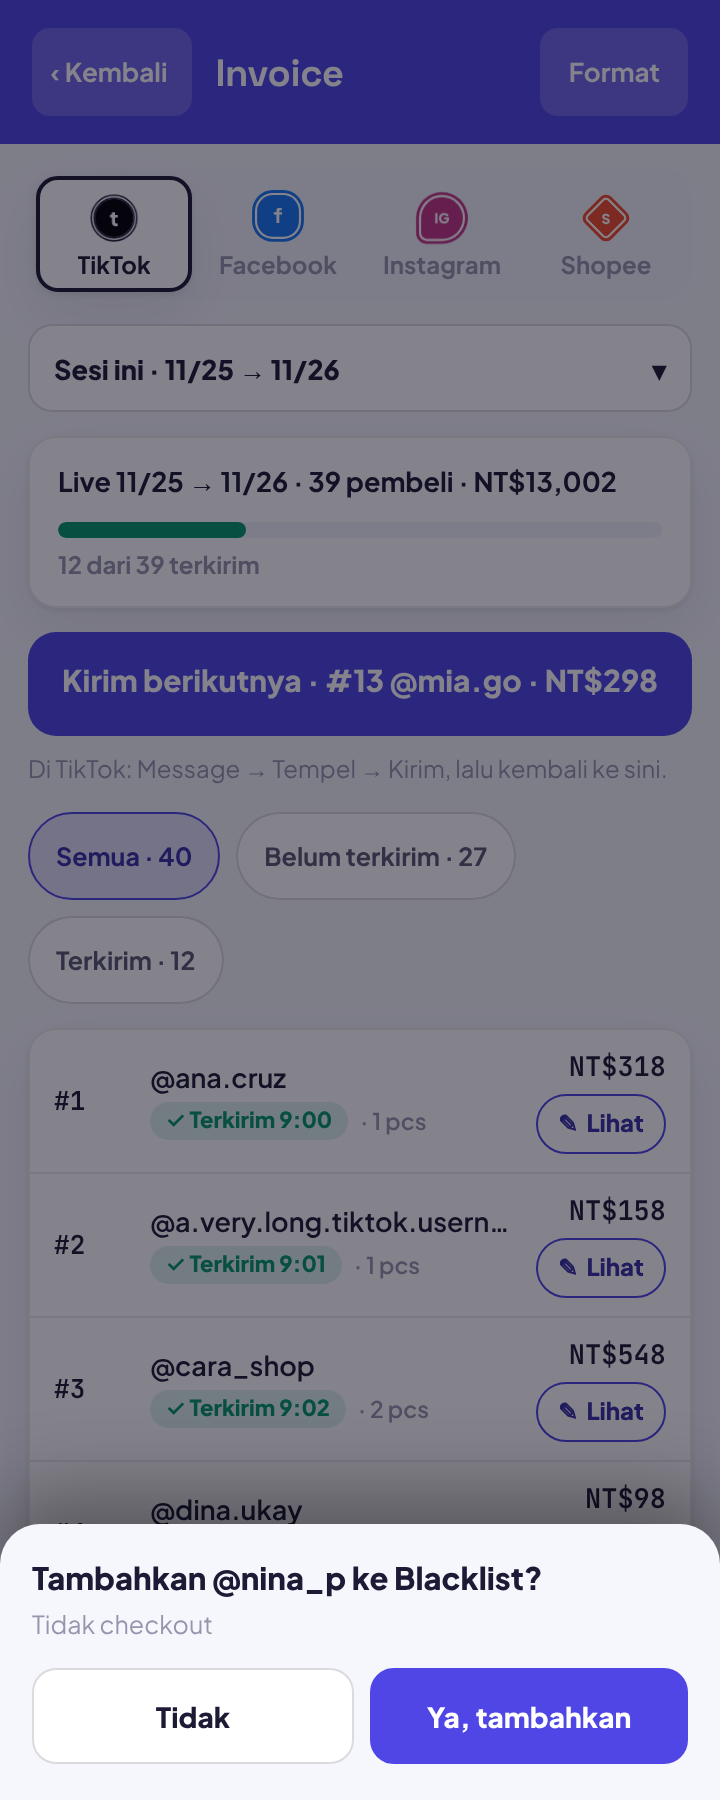 ‹ Kembali
Invoice
Format
t
f
IG
S
TikTok
Facebook
Instagram
Shopee
Sesi ini · 11/25 → 11/26 ▼
Live 11/25 → 11/26 · 39 pembeli · NT$13,002
12 dari 39 terkirim
Kirim berikutnya · #13 @mia.go · NT$298
Di TikTok: Message → Tempel → Kirim, lalu kembali ke sini.
Semua · 40
Belum terkirim · 27
Terkirim · 12
#1
@ana.cruz
✓ Terkirim 9:00 · 1 pcs
NT$318
✎ Lihat
#2
@a.very.long.tiktok.usern…
✓ Terkirim 9:01 · 1 pcs
NT$158
✎ Lihat
#3
@cara_shop
✓ Terkirim 9:02 · 2 pcs
NT$548
✎ Lihat
@dina.ukay
NT$98
Tambahkan @nina_p ke Blacklist?
Tidak checkout
Tidak
Ya, tambahkan